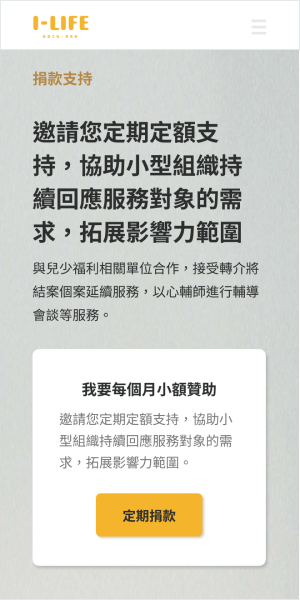 I-LIFE
捐款支持
邀請您定期定額支
持，協助小型組織持
續回應服務對象的需
求，拓展影響力範圍
與兒少福利相關單位合作，接受轉介將
結案個案延續服務，以心輔師進行輔導
會談等服務。
我要每個月小額贊助
邀請您定期定額支持，協助小
型組織持續回應服務對象的需
求，拓展影響力範圍。
定期捐款